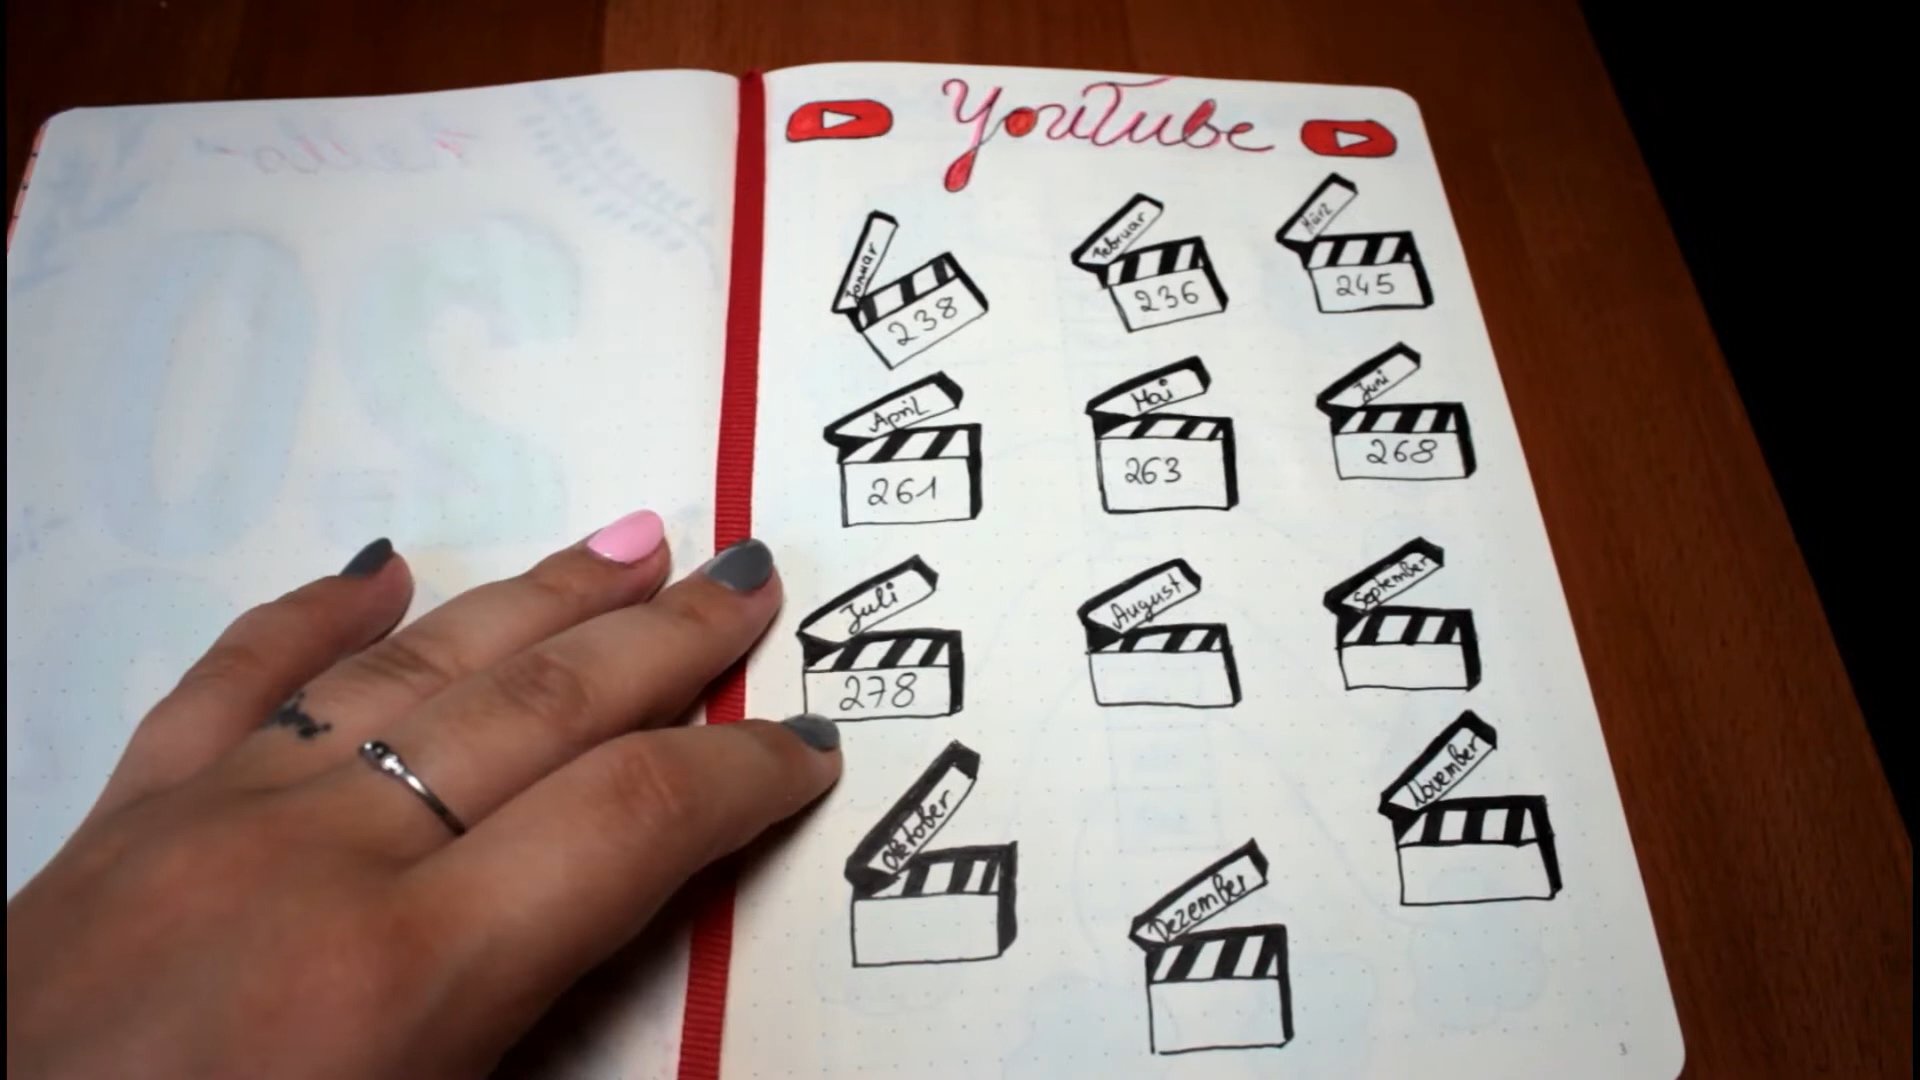 YouTube
Januar
238
Februar
236
März
245
April
261
Mai
263
Juni
268
Juli
278
August
September
Oktober
November
Dezember
3